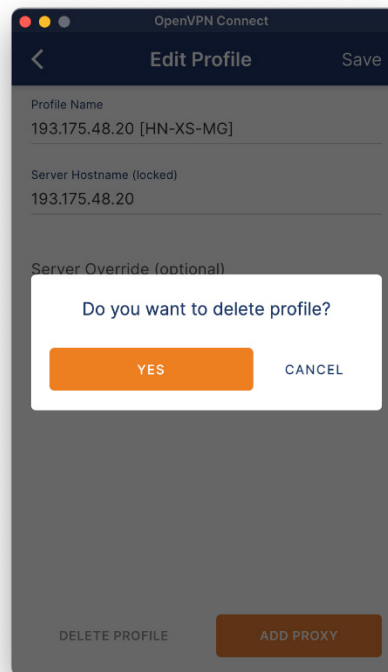 OpenVPN Connect
Edit Profile Save
Profile Name
193.175.48.20 [HN-XS-MG]
Server Hostname (locked)
193.175.48.20
Server Override (optional)
Do you want to delete profile?
YES CANCEL
DELETE PROFILE ADD PROXY